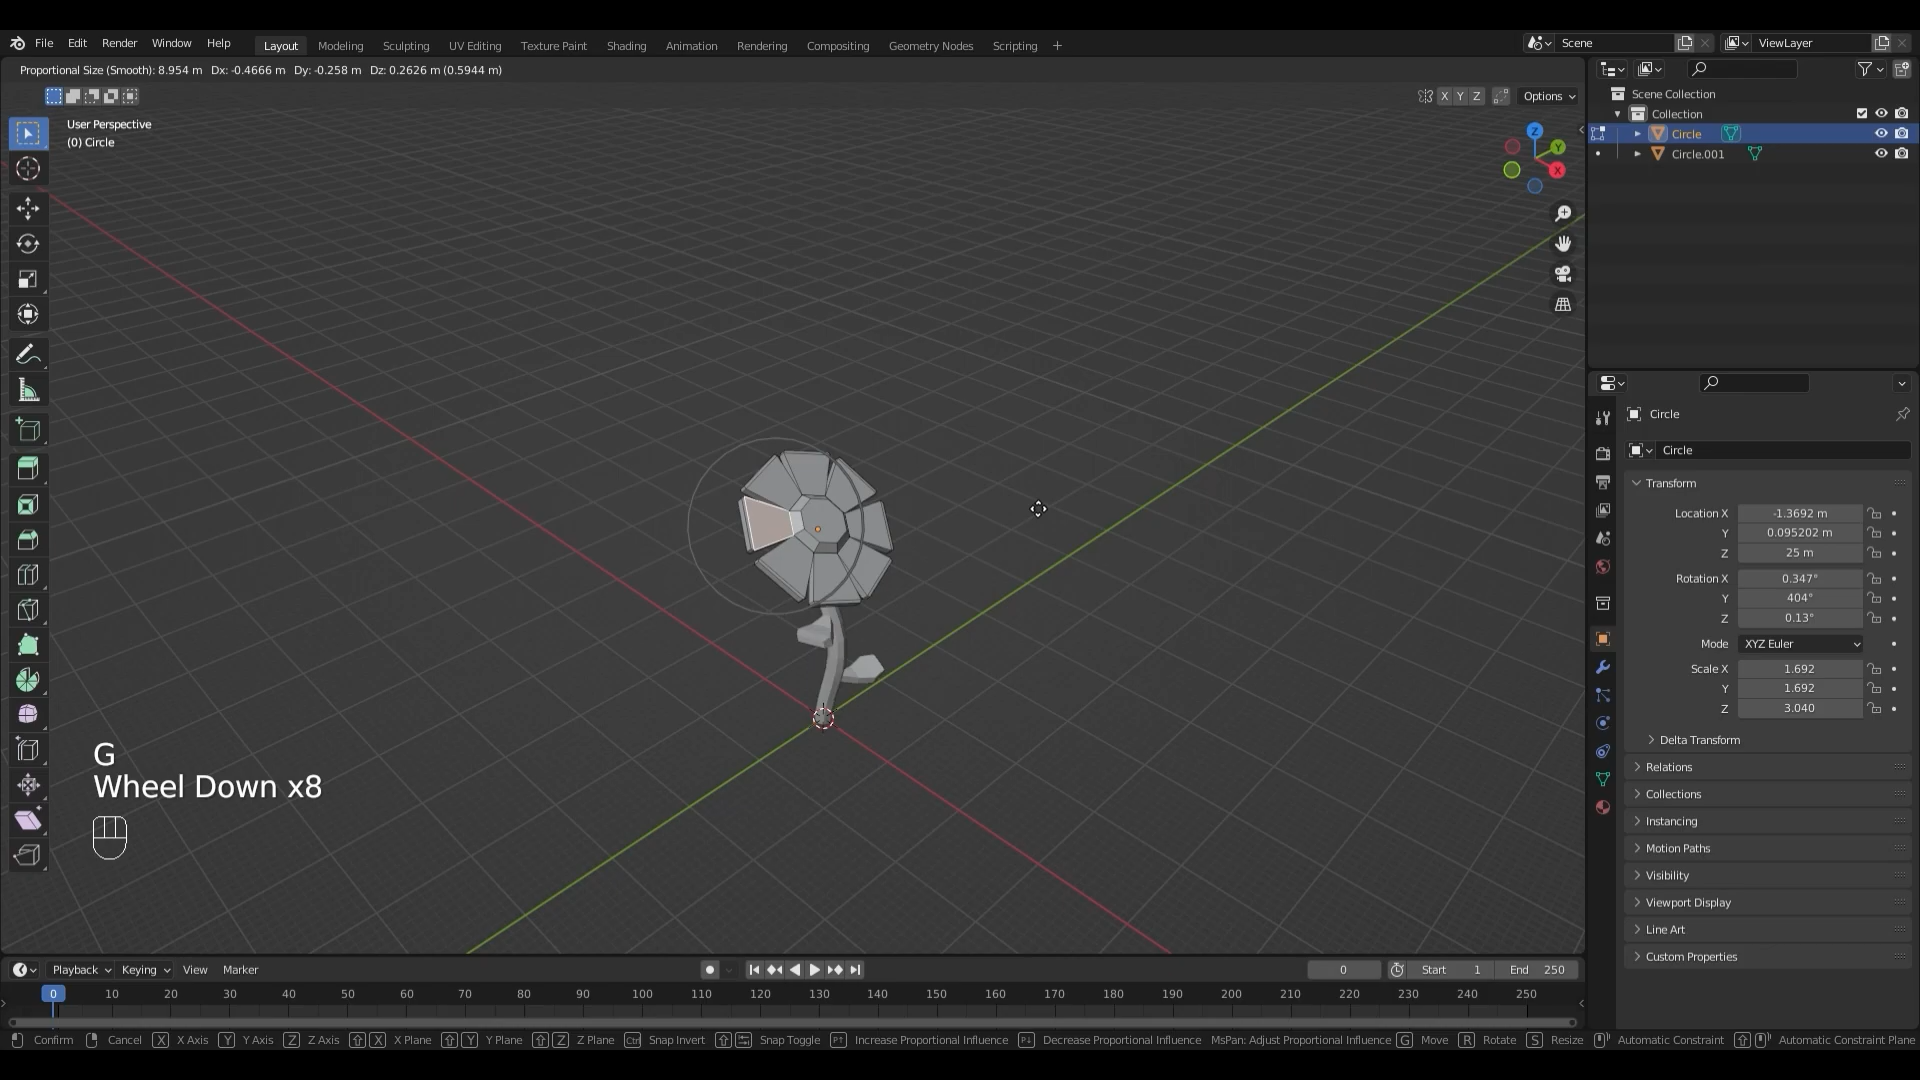 File Edit Render Window Help
Layout Modeling Sculpting UV Editing Texture Paint Shading Animation Rendering Compositing Geometry Nodes Scripting +
Scene
ViewLayer
Proportional Size (Smooth): 8.954 m Dx: -0.4666 m Dy: -0.258 m Dz: 0.2626 m (0.5944 m)
X Y Z
Options
User Perspective
(0) Circle
Z
Y
X
Scene Collection
Collection
Circle
Circle.001
Circle
Circle
Transform
Location X -1.3692 m
Y 0.095202 m
Z 25 m
Rotation X 0.347°
Y 404°
Z 0.13°
Mode XYZ Euler
Scale X 1.692
Y 1.692
Z 3.040
Delta Transform
Relations
Collections
Instancing
Motion Paths
Visibility
Viewport Display
Line Art
Custom Properties
G
Wheel Down x8
Playback Keying View Marker
0 Start 1 End 250
0 10 20 30 40 50 60 70 80 90 100 110 120 130 140 150 160 170 180 190 200 210 220 230 240 250
Confirm Cancel X X Axis Y Y Axis Z Z Axis X X Plane Y Y Plane Z Z Plane Ctrl Snap Invert Snap Toggle Increase Proportional Influence Decrease Proportional Influence MsPan: Adjust Proportional Influence G Move R Rotate S Resize Automatic Constraint Automatic Constraint Plane